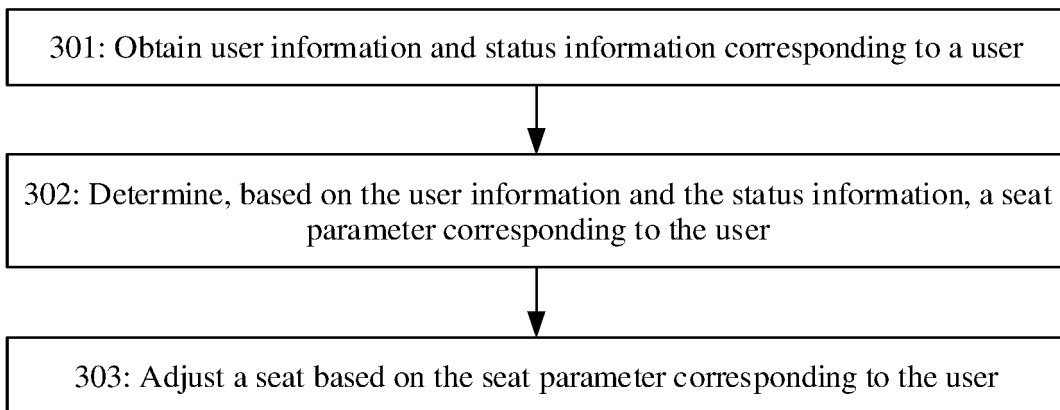 301: Obtain user information and status information corresponding to a user
302: Determine, based on the user information and the status information, a seat
parameter corresponding to the user
303: Adjust a seat based on the seat parameter corresponding to the user